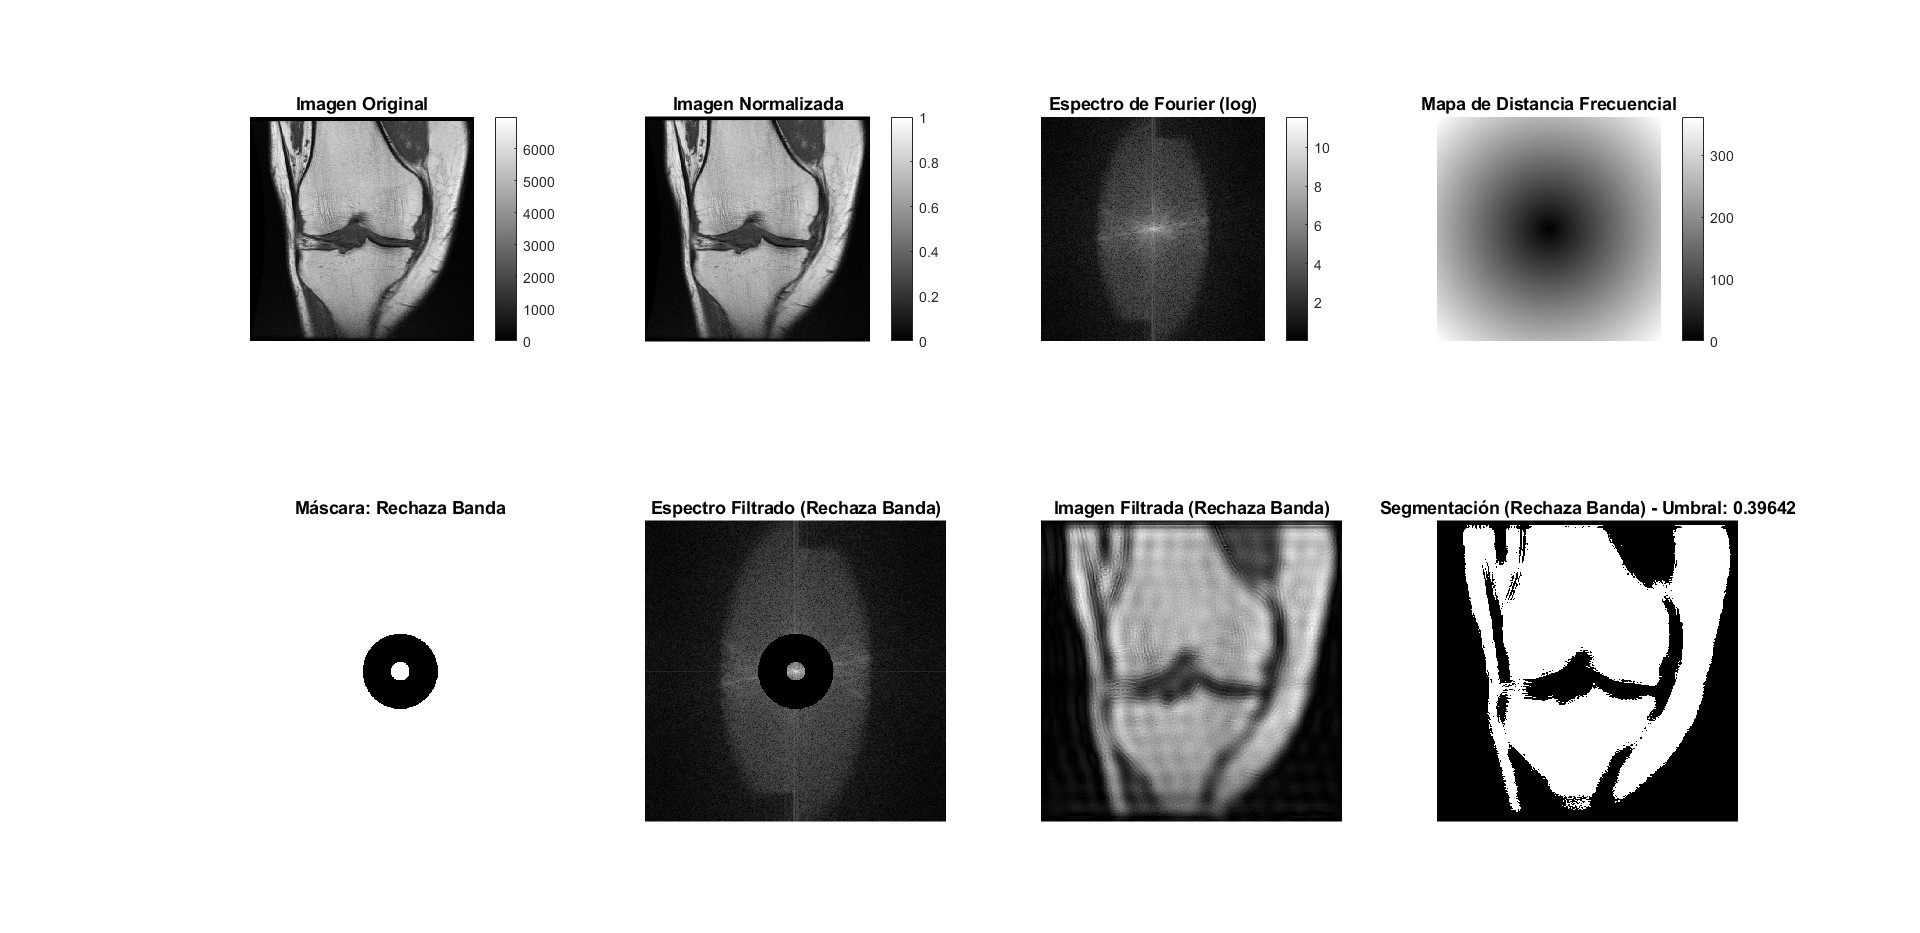 Imagen Original
6000
5000
4000
3000
2000
1000
0
Imagen Normalizada
1
0.8
0.6
0.4
0.2
0
Espectro de Fourier (log)
10
8
6
4
2
Mapa de Distancia Frecuencial
300
200
100
0
Máscara: Rechaza Banda
Espectro Filtrado (Rechaza Banda)
Imagen Filtrada (Rechaza Banda)
Segmentación (Rechaza Banda) - Umbral: 0.39642